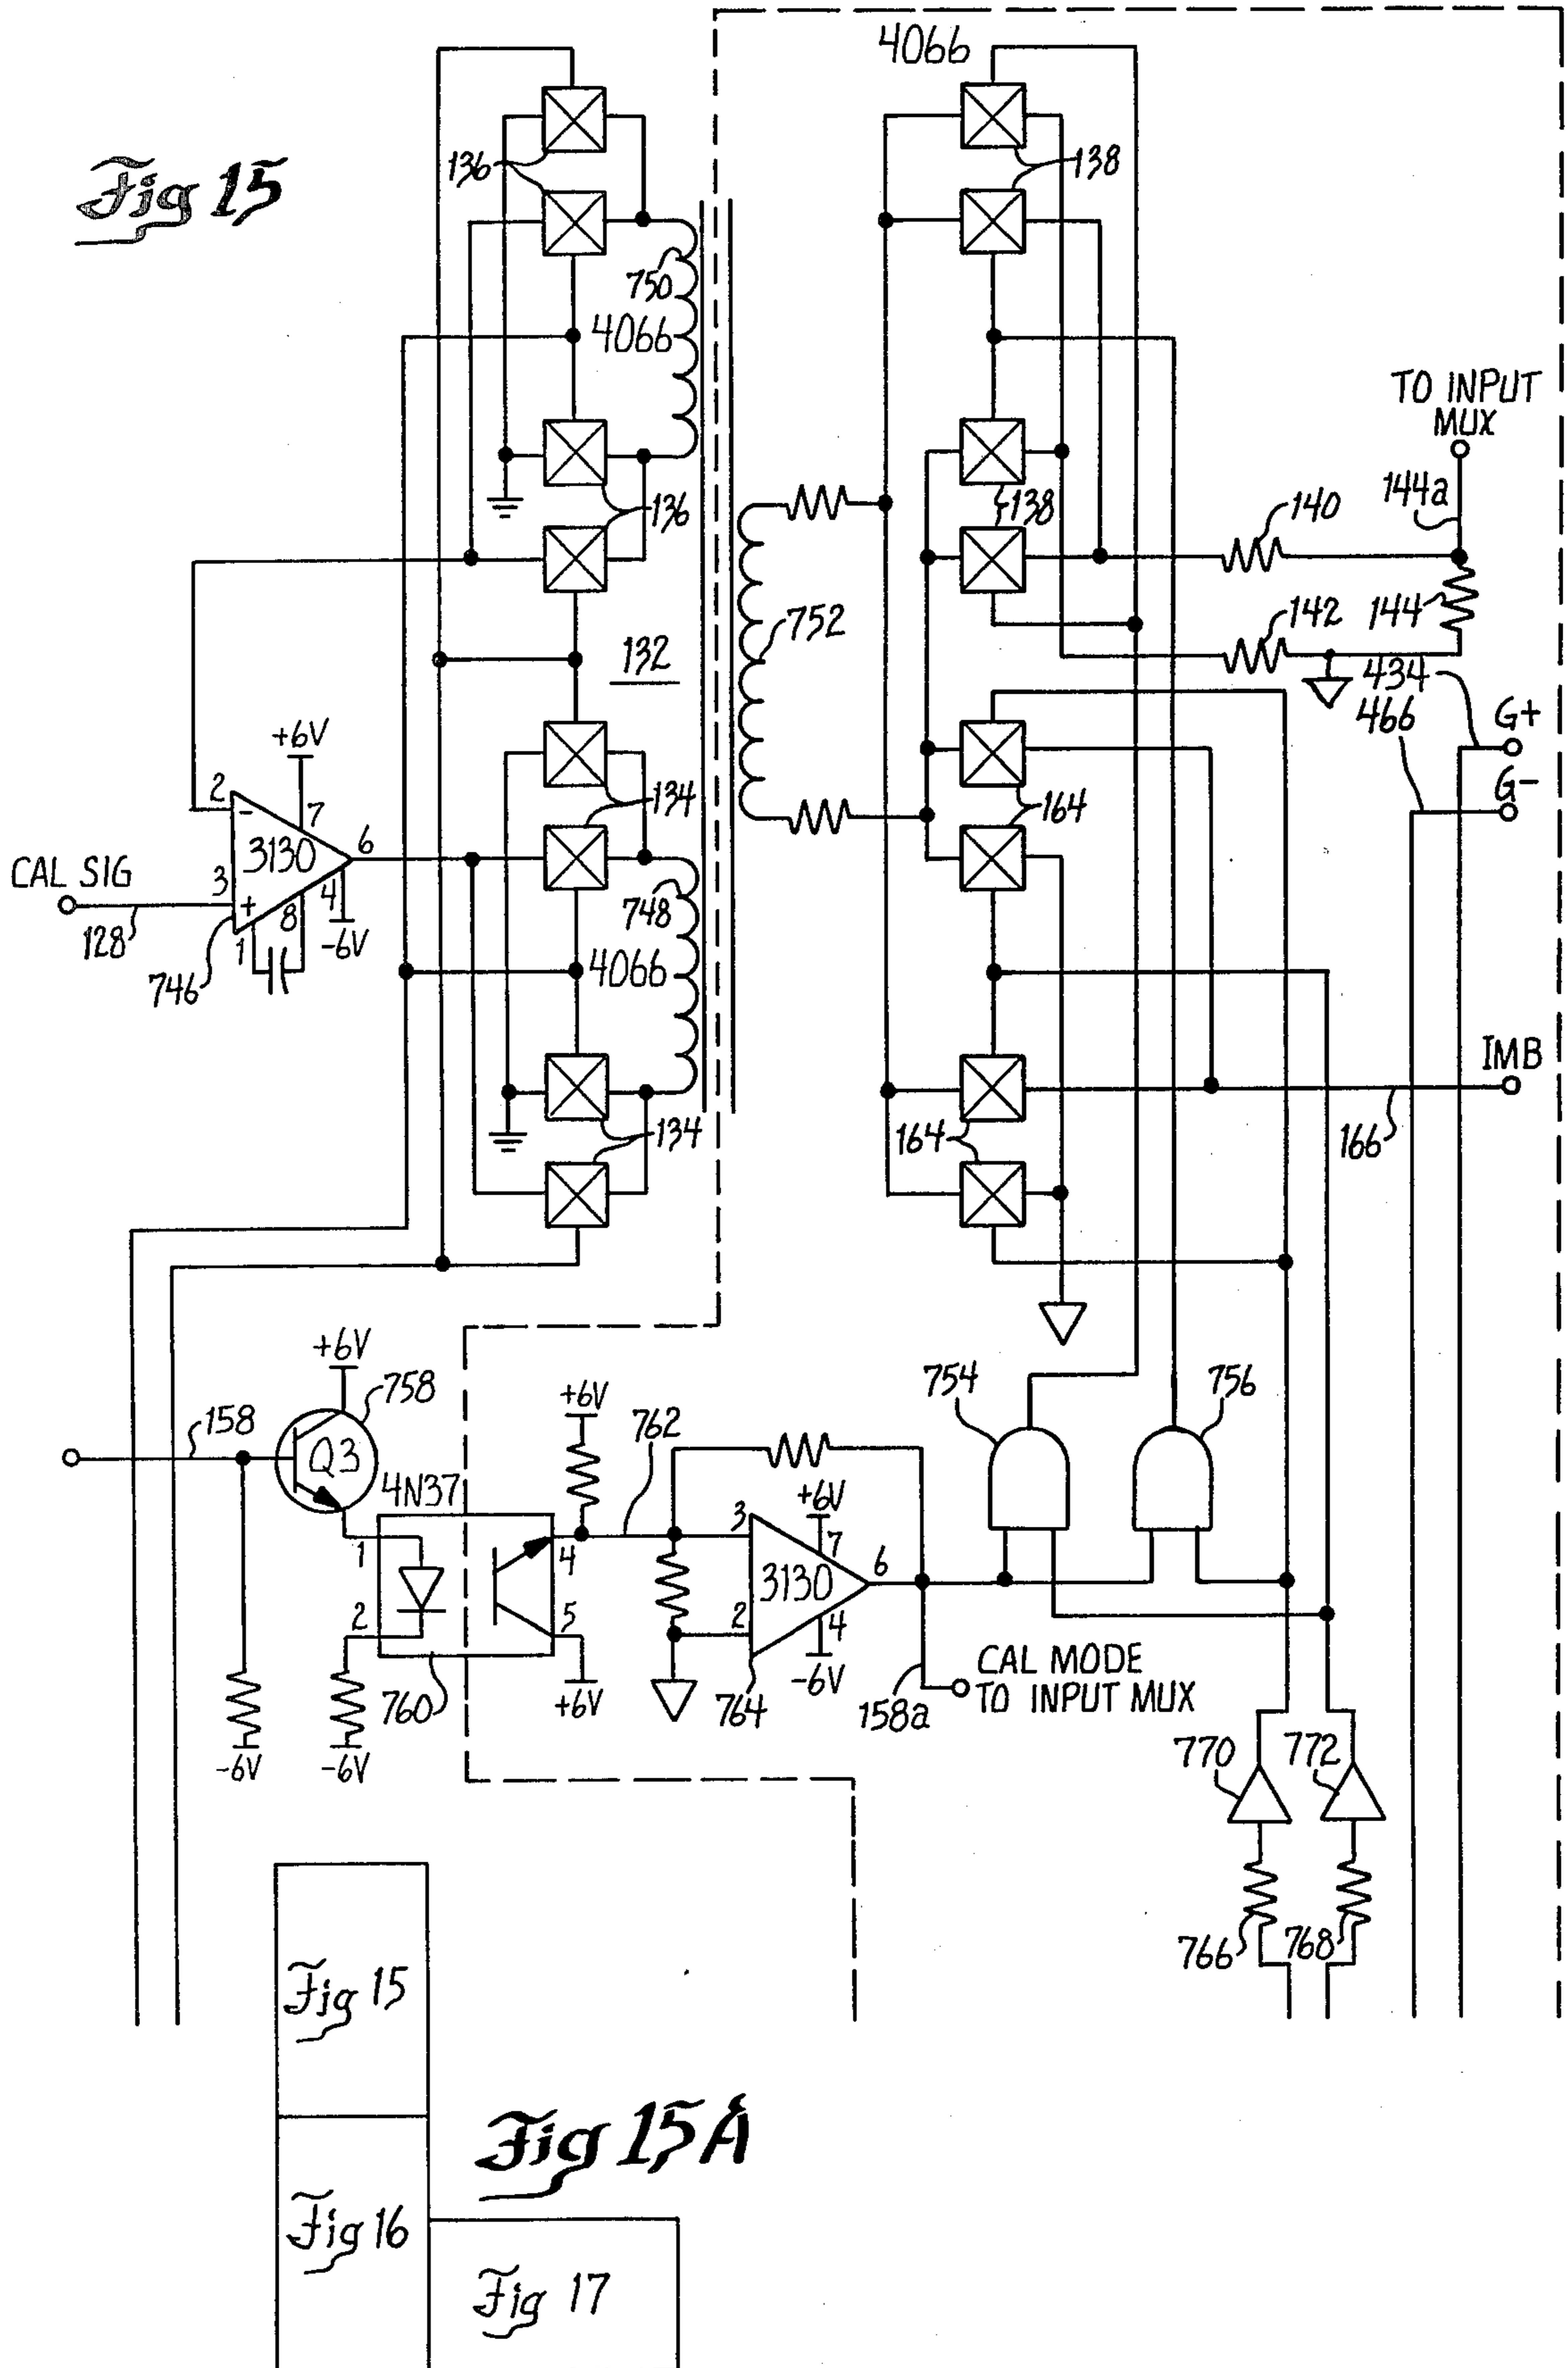 Fig 15
4066
136
138
750
4066
TO INPUT
MUX
144a
136
138
140
142
144
132
752
434
466
G+
G-
+6V
2
-
7
3130
6
CAL SIG
3
+
8
4
-6V
128
1
746
134
748
4066
164
IMB
134
164
166
+6V
758
158
Q3
4N37
+6V
762
754
756
1
2
4
5
+6V
3
7
3130
6
2
4
-6V
+6V
760
764
158a
CAL MODE
TO INPUT MUX
-6V
-6V
770
772
766
768
Fig 15
Fig 15A
Fig 16
Fig 17